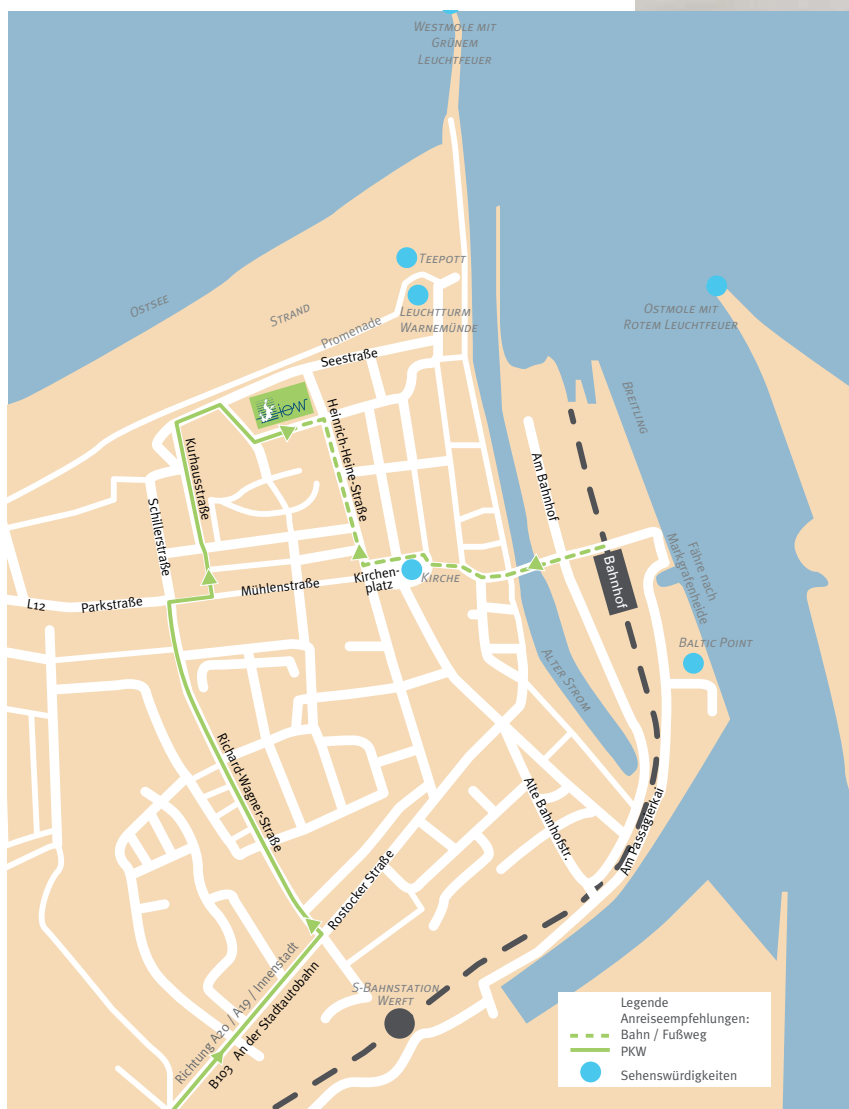 WESTMOLE MIT
GRÜNEM
LEUCHTFEUER
TEEPOTT
OSTSEE
STRAND
LEUCHTTURM
WARNEMÜNDE
OSTMOLE MIT
ROTEM LEUCHTFEUER
Promenade
Seestraße
BREITLING
iow
Heinrich-Heine-Straße
Kurhausstraße
Schillerstraße
Am Bahnhof
Bahnhof
Fähre nach
Markgrafenheide
Kirchen-
platz
KIRCHE
Mühlenstraße
L12
Parkstraße
BALTIC POINT
ALTER STROM
Richard-Wagner-Straße
Alte Bahnhofstr.
Am Passagierkai
Rostocker Straße
Richtung A20 / A19 / Innenstadt
B103 An der Stadtautobahn
S-BAHNSTATION
WERFT
Legende
Anreiseempfehlungen:
Bahn / Fußweg
PKW
Sehenswürdigkeiten